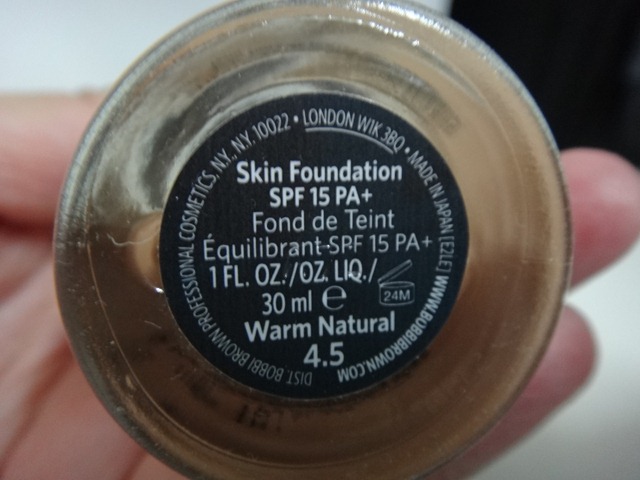 DIST. BOBBI BROWN PROFESSIONAL COSMETICS, N.Y., N.Y. 10022 • LONDON W1K 3BQ • MADE IN JAPAN [E2LE] WWW.BOBBIBROWN.COM
Skin Foundation
SPF 15 PA+
Fond de Teint
Équilibrant SPF 15 PA+
1 FL. OZ./OZ. LIQ./
30 ml e
24M
Warm Natural
4.5